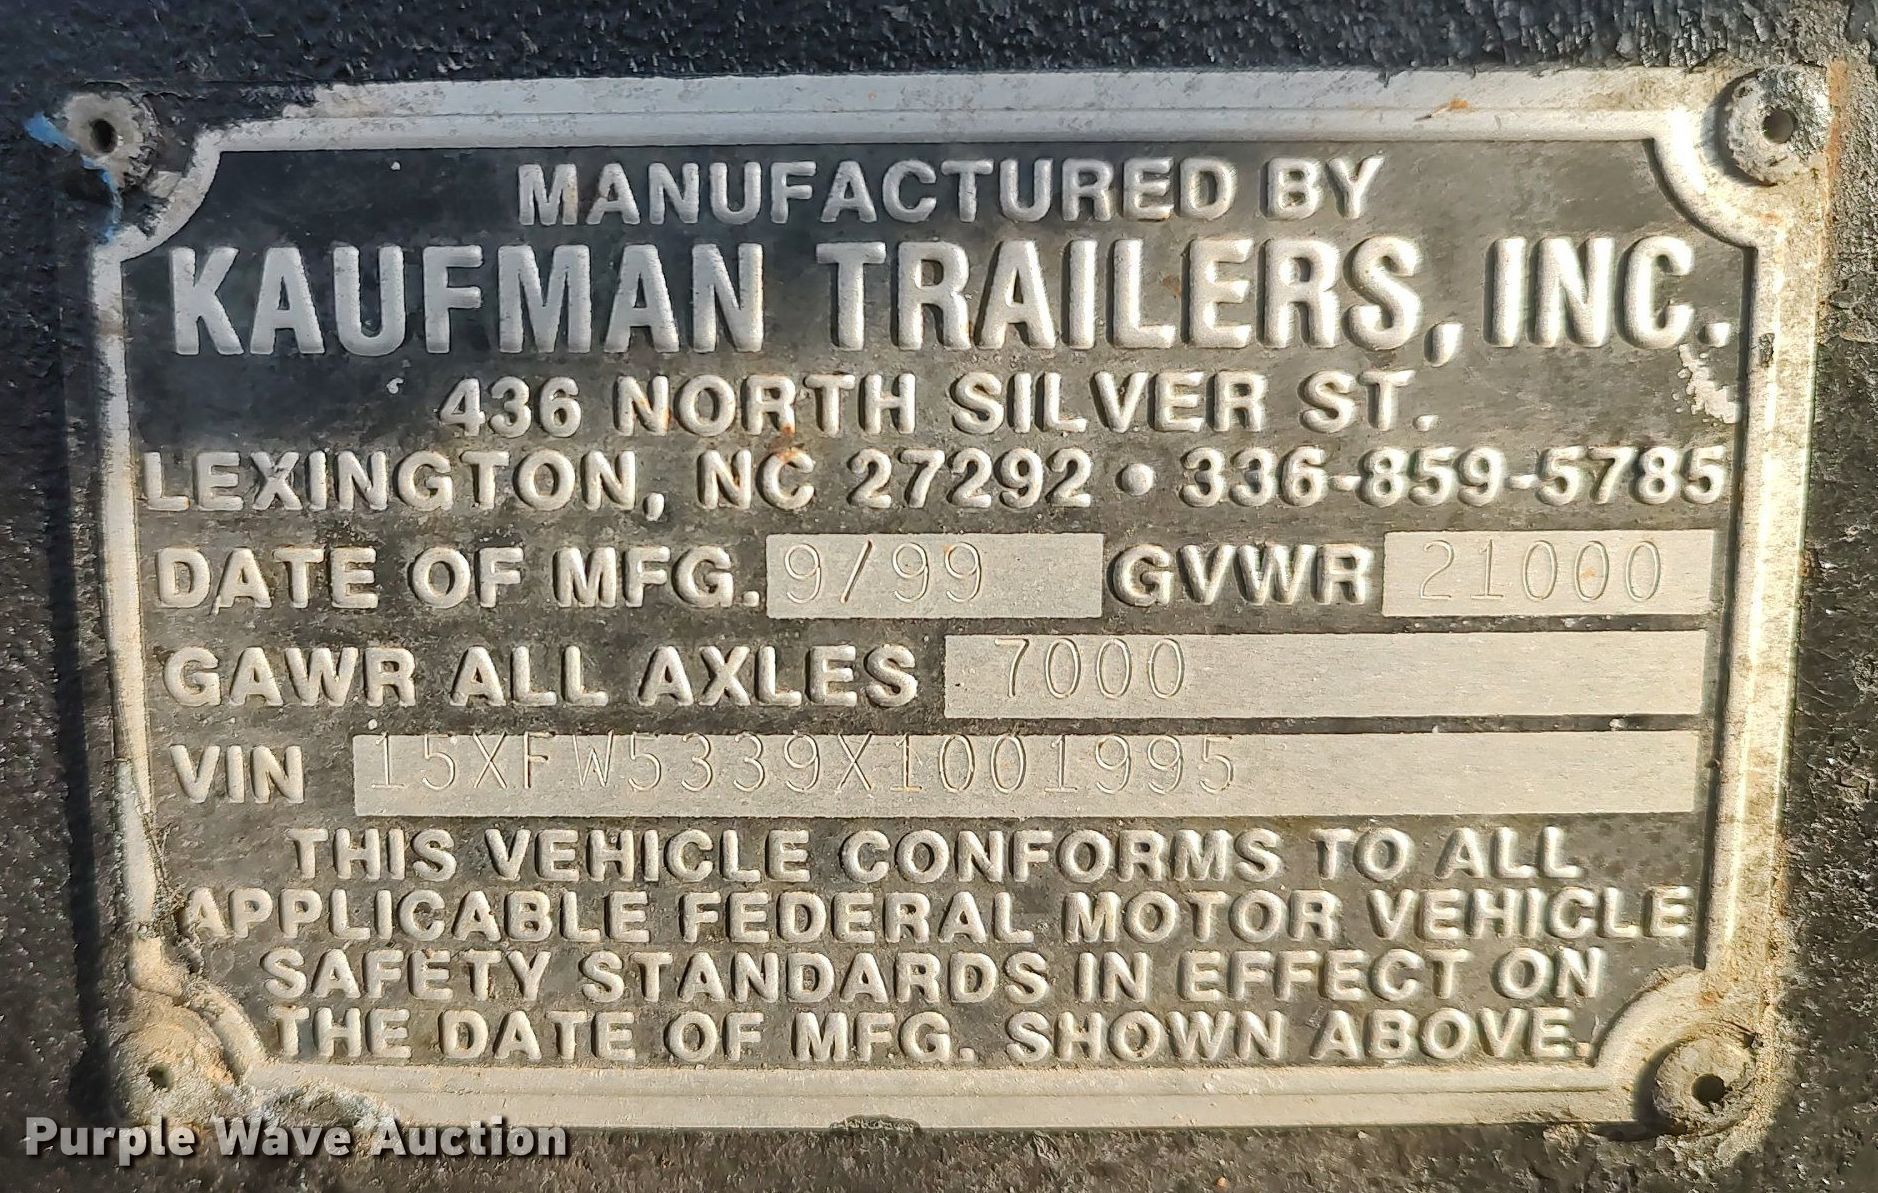 MANUFACTURED BY
KAUFMAN TRAILERS, INC.
436 NORTH SILVER ST.
LEXINGTON, NC 27292 • 336-859-5785
DATE OF MFG. 9/99 GVWR 21000
GAWR ALL AXLES 7000
VIN 15XFW5339X1001995
THIS VEHICLE CONFORMS TO ALL
APPLICABLE FEDERAL MOTOR VEHICLE
SAFETY STANDARDS IN EFFECT ON
THE DATE OF MFG. SHOWN ABOVE.
Purple Wave Auction